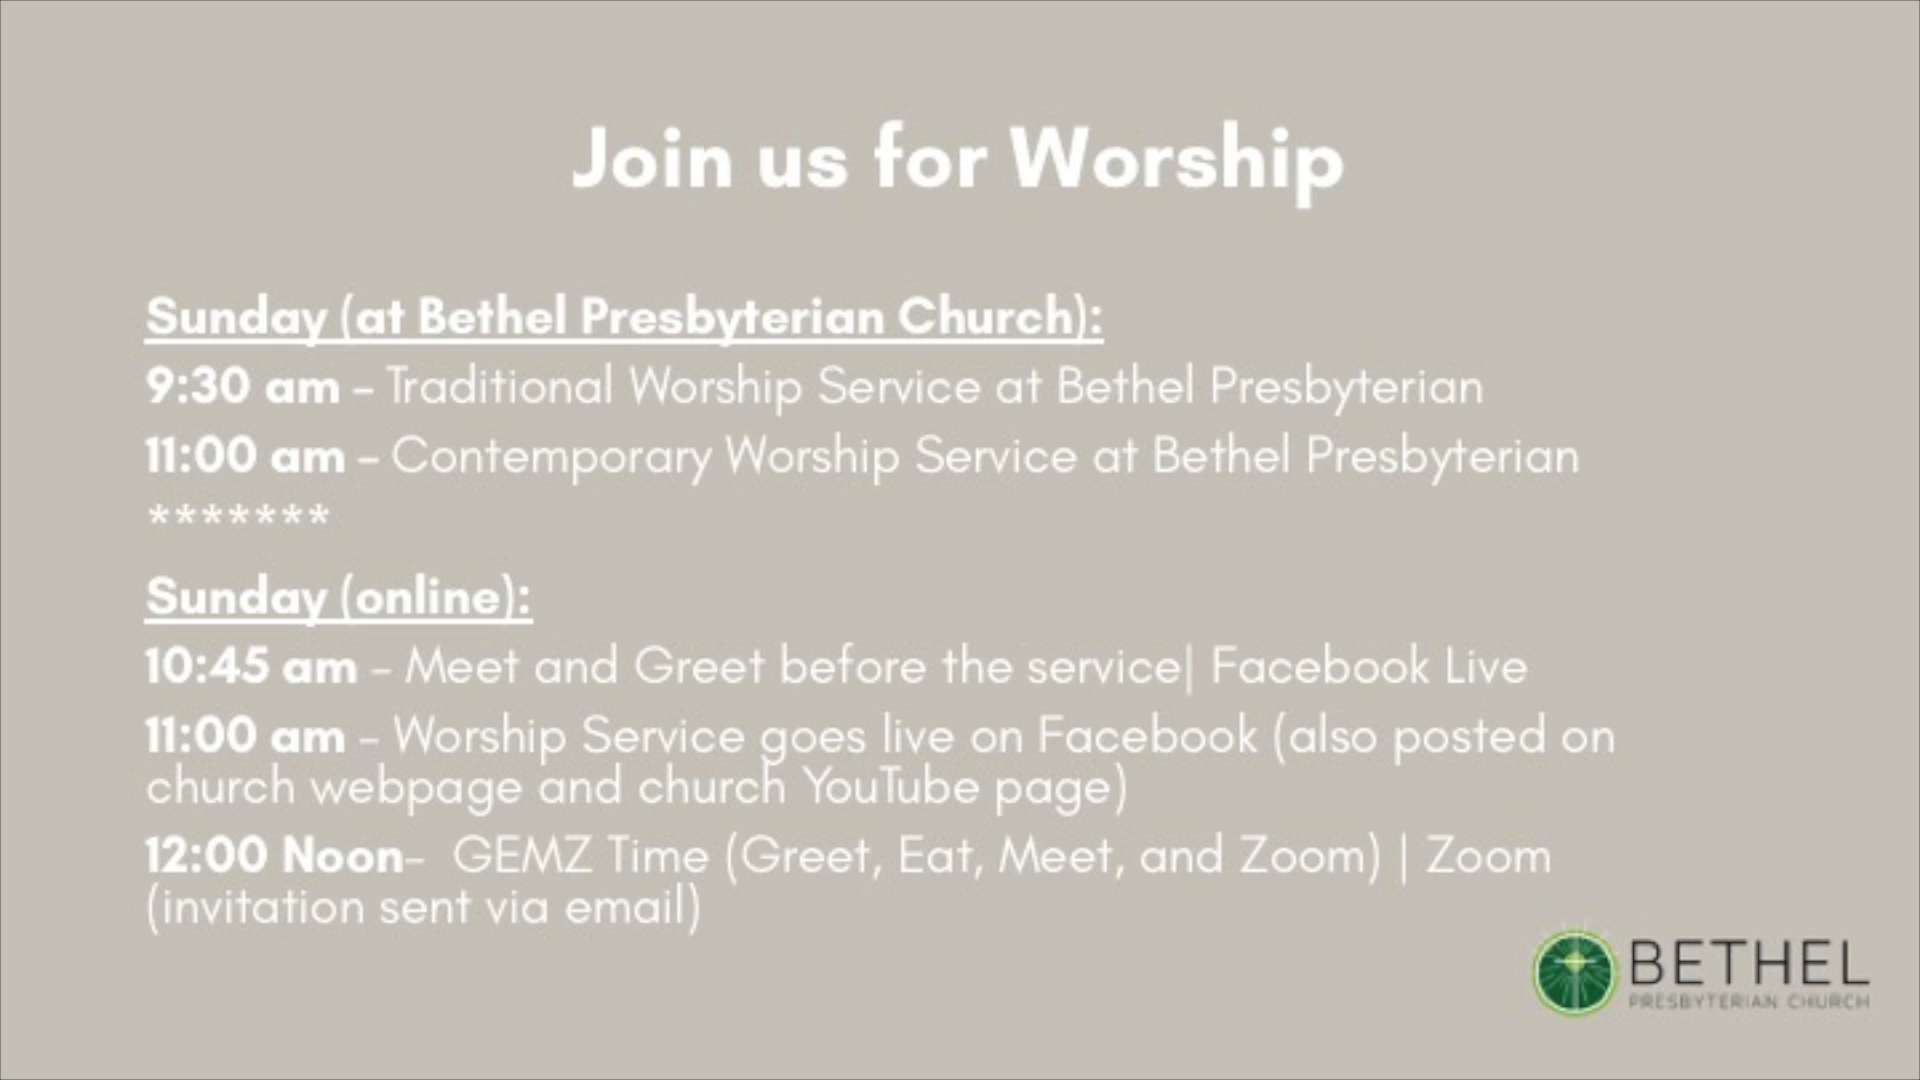 Join us for Worship
Sunday (at Bethel Presbyterian Church):
9:30 am – Traditional Worship Service at Bethel Presbyterian
11:00 am – Contemporary Worship Service at Bethel Presbyterian
*******
Sunday (online):
10:45 am – Meet and Greet before the service| Facebook Live
11:00 am – Worship Service goes live on Facebook (also posted on
church webpage and church YouTube page)
12:00 Noon–  GEMZ Time (Greet, Eat, Meet, and Zoom) | Zoom
(invitation sent via email)
BETHEL
PRESBYTERIAN CHURCH